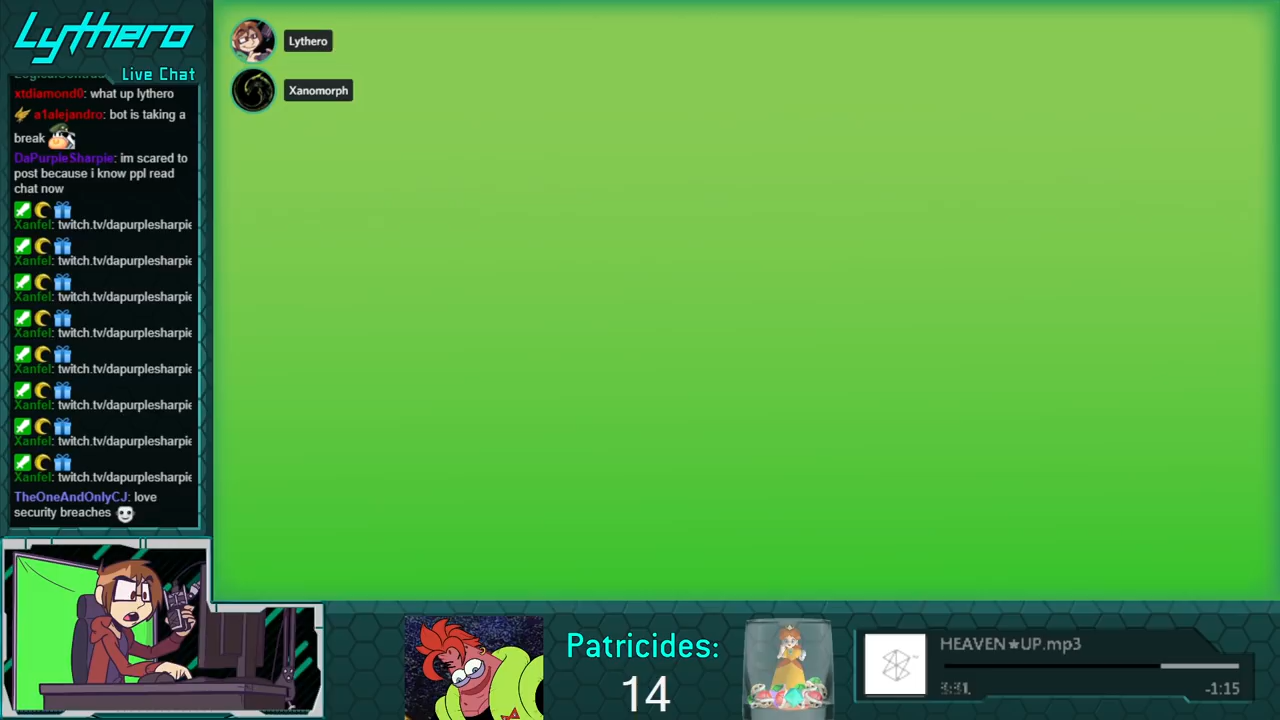 Lythero
Live Chat
xtdiamond0: what up lythero
a1alejandro: bot is taking a
break
DaPurpleSharpie: im scared to
post because i know ppl read
chat now
Xanfel: twitch.tv/dapurplesharpie
Xanfel: twitch.tv/dapurplesharpie
Xanfel: twitch.tv/dapurplesharpie
Xanfel: twitch.tv/dapurplesharpie
Xanfel: twitch.tv/dapurplesharpie
Xanfel: twitch.tv/dapurplesharpie
Xanfel: twitch.tv/dapurplesharpie
Xanfel: twitch.tv/dapurplesharpie
TheOneAndOnlyCJ: love
security breaches
Lythero
Xanomorph
Patricides:
14
HEAVEN★UP.mp3
3:31
-1:15